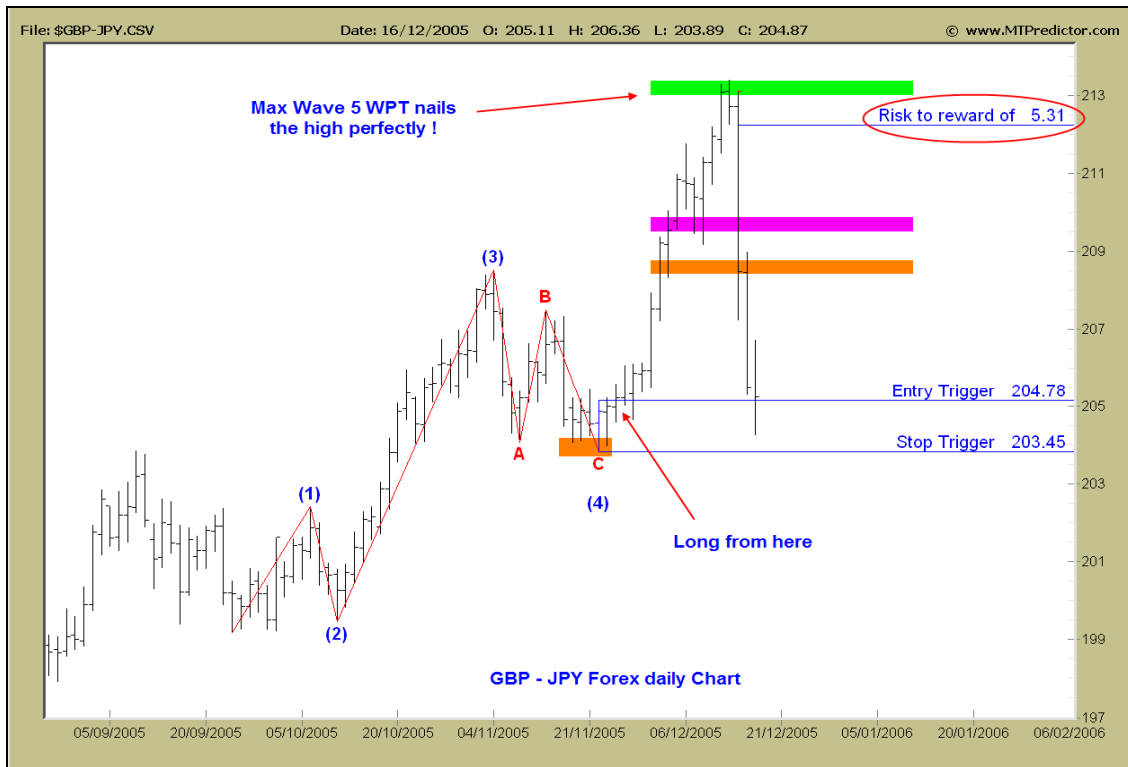 File: $GBP-JPY.CSV Date: 16/12/2005 O: 205.11 H: 206.36 L: 203.89 C: 204.87 © www.MTPredictor.com
Max Wave 5 WPT nails
the high perfectly !
213
Risk to reward of 5.31
211
209
(3)
B
207
Entry Trigger 204.78
205
A
Stop Trigger 203.45
C
203
(1)
(4)
Long from here
201
(2)
199
GBP - JPY Forex daily Chart
197
05/09/2005 20/09/2005 05/10/2005 20/10/2005 04/11/2005 21/11/2005 06/12/2005 21/12/2005 05/01/2006 20/01/2006 06/02/2006